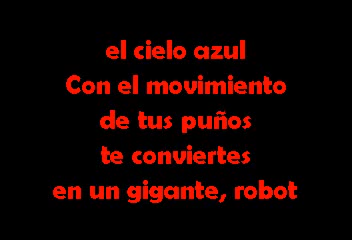 el cielo azul
Con el movimiento
de tus puños
te conviertes
en un gigante, robot